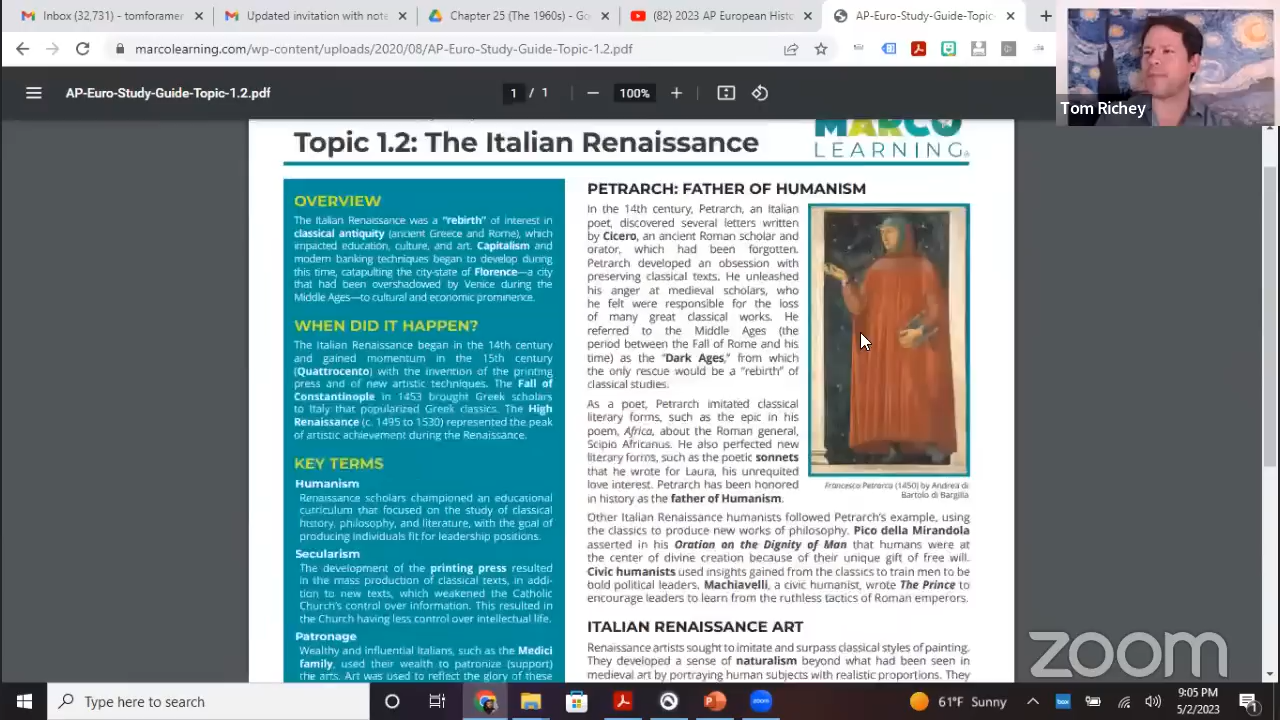 Inbox (32,731) - tomforamer
Updated invitation with note
Chapter 25 (The 1960s) - Go
(82) 2023 AP European Histo
AP-Euro-Study-Guide-Topic-
marcolearning.com/wp-content/uploads/2020/08/AP-Euro-Study-Guide-Topic-1.2.pdf
Tom Richey
AP-Euro-Study-Guide-Topic-1.2.pdf
1 / 1
100%
MARCO
LEARNING
Topic 1.2: The Italian Renaissance
OVERVIEW
The Italian Renaissance was a "rebirth" of interest in
classical antiquity (ancient Greece and Rome), which
impacted education, culture, and art. Capitalism and
modern banking techniques began to develop during
this time, catapulting the city-state of Florence—a city
that had been overshadowed by Venice during the
Middle Ages—to cultural and economic prominence.
WHEN DID IT HAPPEN?
The Italian Renaissance began in the 14th century
and gained momentum in the 15th century
(Quattrocento) with the invention of the printing
press and of new artistic techniques. The Fall of
Constantinople in 1453 brought Greek scholars
to Italy that popularized Greek classics. The High
Renaissance (c. 1495 to 1530) represented the peak
of artistic achievement during the Renaissance.
KEY TERMS
Humanism
Renaissance scholars championed an educational
curriculum that focused on the study of classical
history, philosophy, and literature, with the goal of
producing individuals fit for leadership positions.
Secularism
The development of the printing press resulted
in the mass production of classical texts, in addi-
tion to new texts, which weakened the Catholic
Church's control over information. This resulted in
the Church having less control over intellectual life.
Patronage
Wealthy and influential Italians, such as the Medici
family, used their wealth to patronize (support)
the arts. Art was used to reflect the glory of these
PETRARCH: FATHER OF HUMANISM
In the 14th century, Petrarch, an Italian
poet, discovered several letters written
by Cicero, an ancient Roman scholar and
orator, which had been forgotten.
Petrarch developed an obsession with
preserving classical texts. He unleashed
his anger at medieval scholars, who
he felt were responsible for the loss
of many great classical works. He
referred to the Middle Ages (the
period between the Fall of Rome and his
time) as the "Dark Ages," from which
the only rescue would be a "rebirth" of
classical studies.
As a poet, Petrarch imitated classical
literary forms, such as the epic in his
poem, Africa, about the Roman general,
Scipio Africanus. He also perfected new
literary forms, such as the poetic sonnets
that he wrote for Laura, his unrequited
love interest. Petrarch has been honored
in history as the father of Humanism.
Francesco Petrarca (1450) by Andrea di
Bartolo di Bargilla
Other Italian Renaissance humanists followed Petrarch's example, using
the classics to produce new works of philosophy. Pico della Mirandola
asserted in his Oration on the Dignity of Man that humans were at
the center of divine creation because of their unique gift of free will.
Civic humanists used insights gained from the classics to train men to be
bold political leaders. Machiavelli, a civic humanist, wrote The Prince to
encourage leaders to learn from the ruthless tactics of Roman emperors.
ITALIAN RENAISSANCE ART
Renaissance artists sought to imitate and surpass classical styles of painting.
They developed a sense of naturalism beyond what had been seen in
medieval art by portraying human subjects with realistic proportions. They
zoom
Type here to search
zoom
61°F Sunny
box
9:05 PM
5/2/2023
1